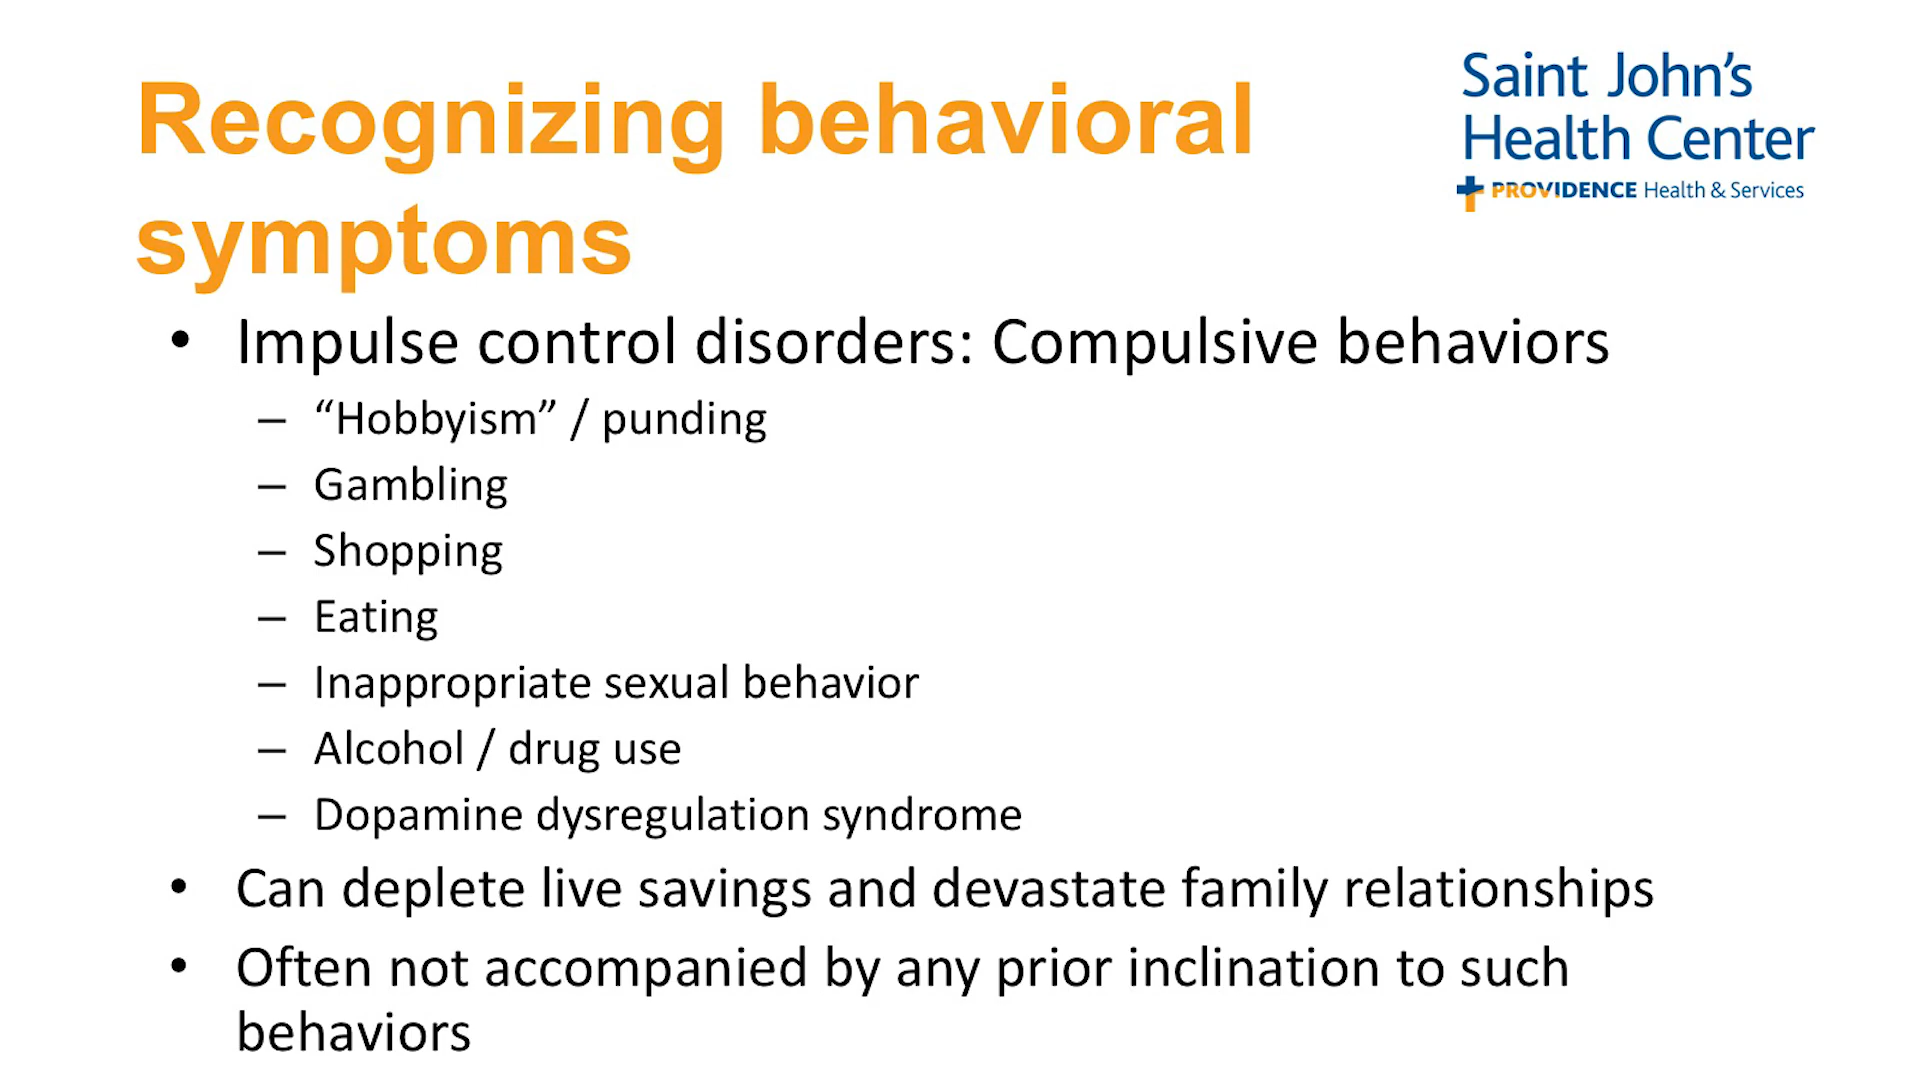 Recognizing behavioral
symptoms
Saint John's
Health Center
PROVIDENCE Health & Services
• Impulse control disorders: Compulsive behaviors
– “Hobbyism” / punding
– Gambling
– Shopping
– Eating
– Inappropriate sexual behavior
– Alcohol / drug use
– Dopamine dysregulation syndrome
• Can deplete live savings and devastate family relationships
• Often not accompanied by any prior inclination to such
behaviors